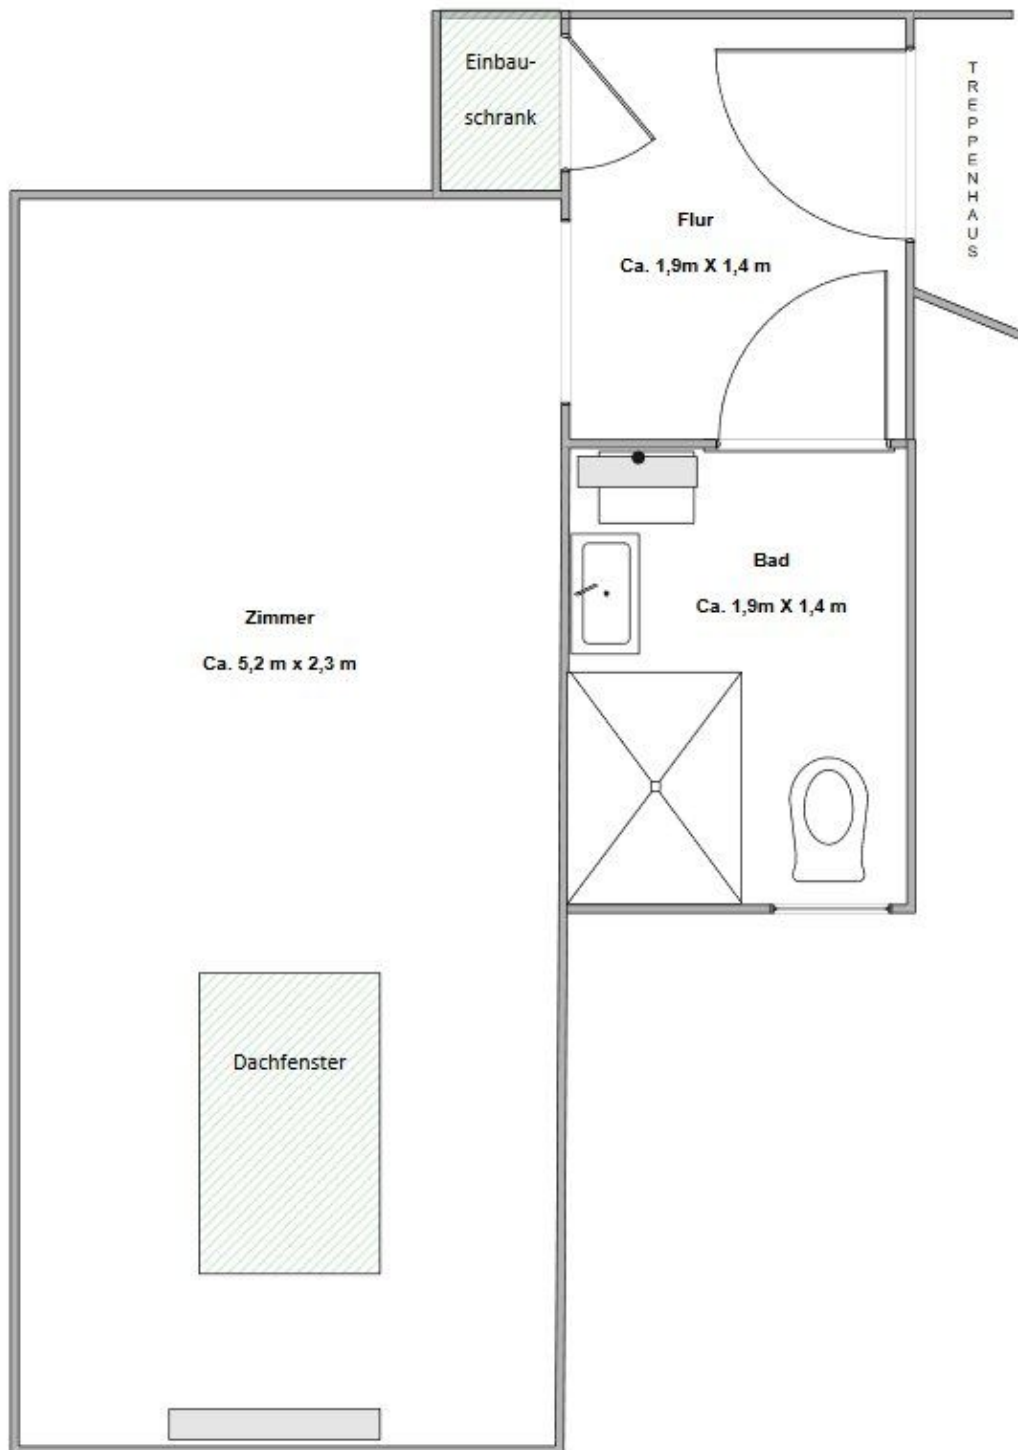 Einbau-
schrank
TREPPENHAUS
Flur
Ca. 1,9m X 1,4 m
Bad
Ca. 1,9m X 1,4 m
Zimmer
Ca. 5,2 m x 2,3 m
Dachfenster